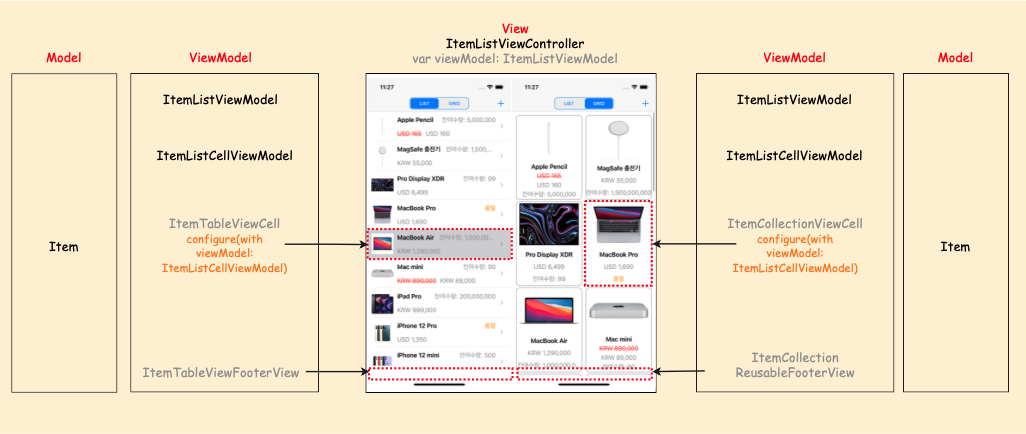 View
ItemListViewController
var viewModel: ItemListViewModel
Model
Item
ViewModel
ItemListViewModel
ItemListCellViewModel
ItemTableViewCell
configure(with
viewModel:
ItemListCellViewModel)
ItemTableViewFooterView
11:27
LIST GRID +
Apple Pencil 잔여수량: 5,000,000
USD 165 USD 160
MagSafe 충전기 잔여수량: 1,500,...
KRW 55,000
Pro Display XDR 잔여수량: 99
USD 6,499
MacBook Pro 품절
USD 1,690
MacBook Air 잔여수량: 1,000,00...
KRW 1,290,000
Mac mini 잔여수량: 90
KRW 890,000 KRW 89,000
iPad Pro 잔여수량: 200,000,000
KRW 999,000
iPhone 12 Pro 품절
USD 1,390
iPhone 12 mini 잔여수량: 500
11:27
LIST GRID +
Apple Pencil
USD 165
USD 160
잔여수량: 5,000,000
MagSafe 충전기
KRW 55,000
잔여수량: 1,500,000,000
Pro Display XDR
USD 6,499
잔여수량: 99
MacBook Pro
USD 1,690
품절
MacBook Air
KRW 1,290,000
Mac mini
KRW 890,000
KRW 89,000
ViewModel
ItemListViewModel
ItemListCellViewModel
ItemCollectionViewCell
configure(with
viewModel:
ItemListCellViewModel)
ItemCollection
ReusableFooterView
Model
Item